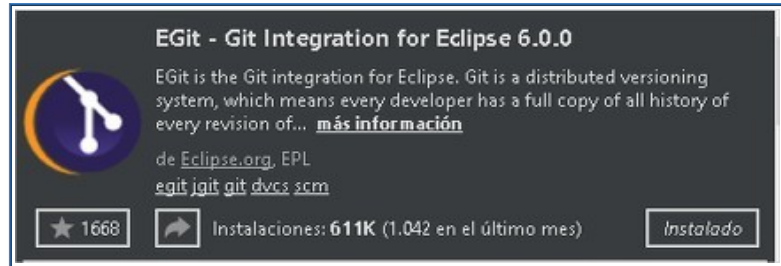 EGit - Git Integration for Eclipse 6.0.0
EGit is the Git integration for Eclipse. Git is a distributed versioning
system, which means every developer has a full copy of all history of
every revision of... más información
de Eclipse.org, EPL
egit jgit git dvcs scm
1668 Instalaciones: 611K (1.042 en el último mes) Instalado